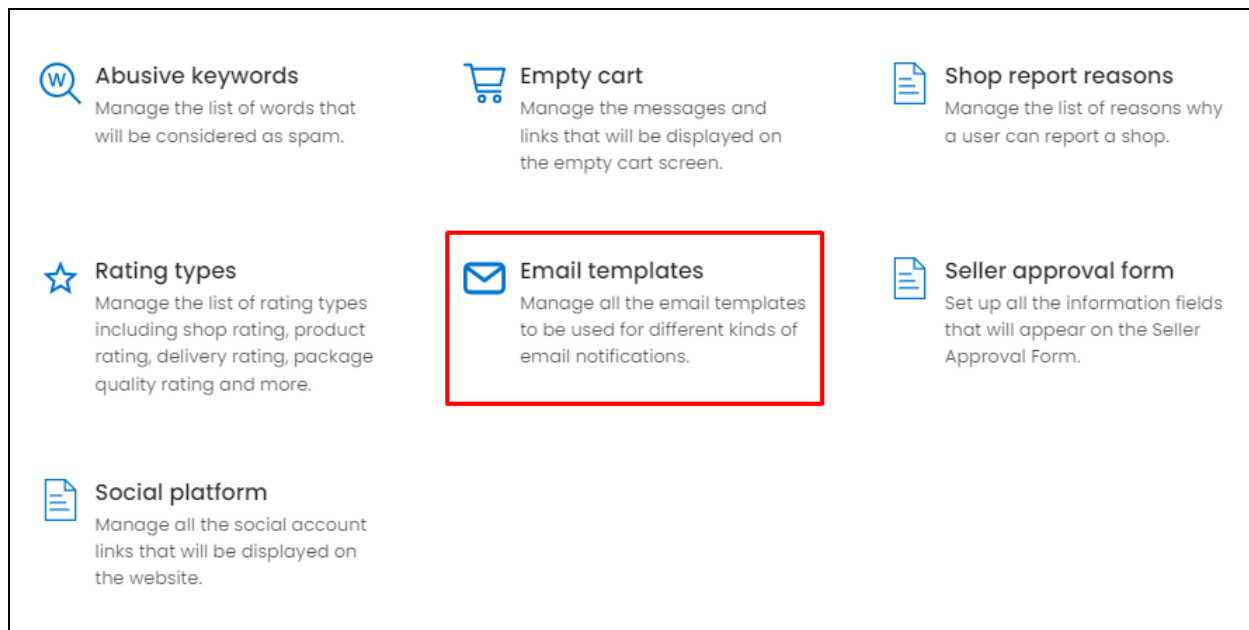 W
Abusive keywords
Manage the list of words that
will be considered as spam.
Empty cart
Manage the messages and
links that will be displayed on
the empty cart screen.
Shop report reasons
Manage the list of reasons why
a user can report a shop.
Rating types
Manage the list of rating types
including shop rating, product
rating, delivery rating, package
quality rating and more.
Email templates
Manage all the email templates
to be used for different kinds of
email notifications.
Seller approval form
Set up all the information fields
that will appear on the Seller
Approval Form.
Social platform
Manage all the social account
links that will be displayed on
the website.